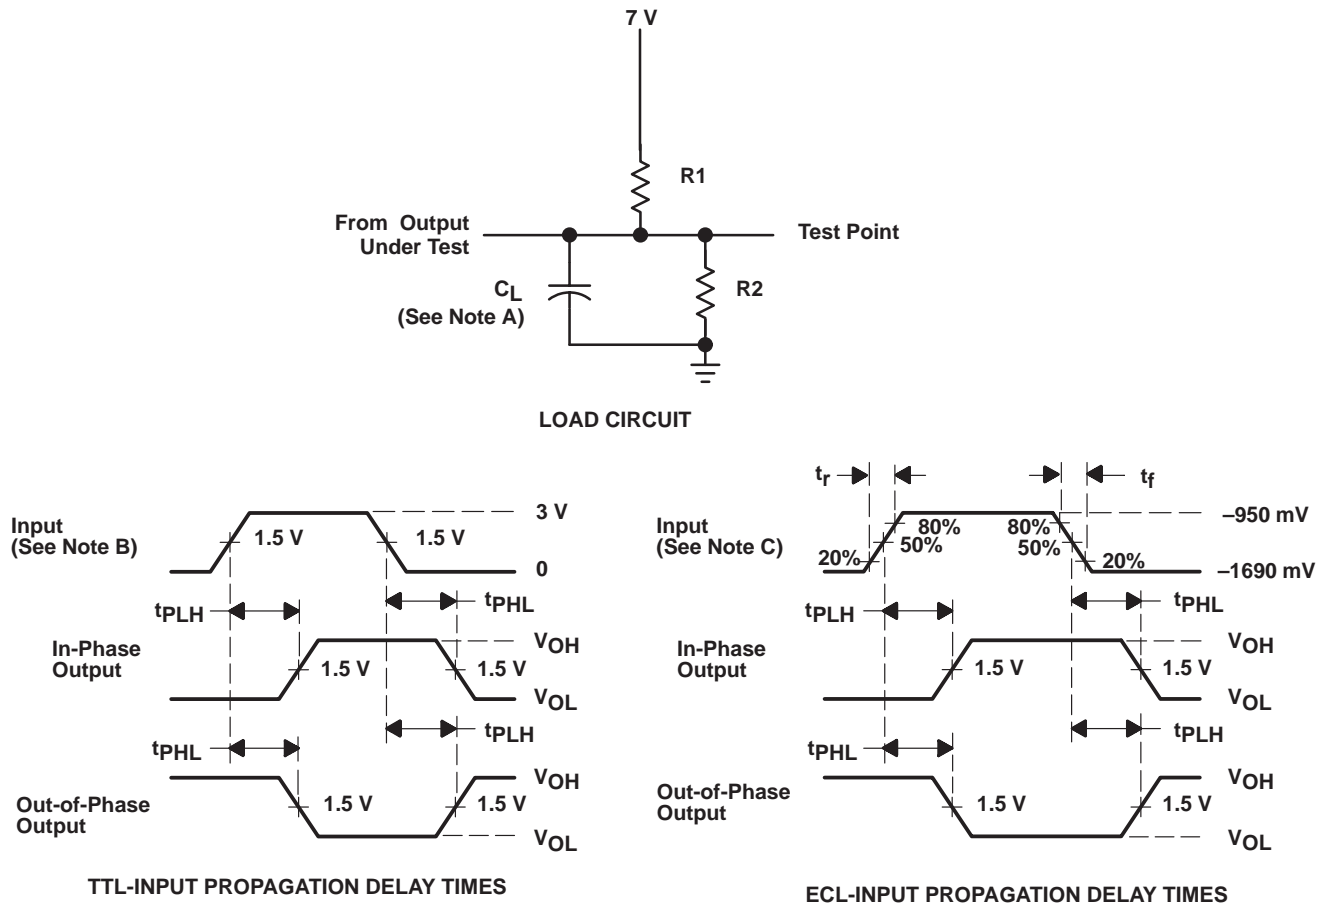 7 V
R1
From Output
Under Test
Test Point
CL
(See Note A)
R2
LOAD CIRCUIT
Input
(See Note B)
1.5 V
1.5 V
3 V
0
tPLH
tPHL
In-Phase
Output
1.5 V
1.5 V
VOH
VOL
tPHL
tPLH
Out-of-Phase
Output
1.5 V
1.5 V
VOH
VOL
TTL-INPUT PROPAGATION DELAY TIMES
tr
tf
Input
(See Note C)
20%
80%
50%
80%
50%
20%
–950 mV
–1690 mV
tPLH
tPHL
In-Phase
Output
1.5 V
1.5 V
VOH
VOL
tPHL
tPLH
Out-of-Phase
Output
1.5 V
1.5 V
VOH
VOL
ECL-INPUT PROPAGATION DELAY TIMES